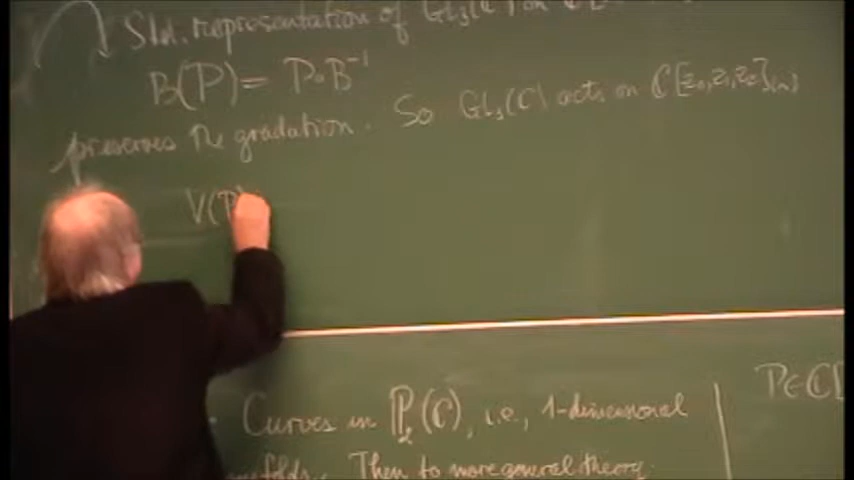 Std. representation of GL₃(C) on C[
B(P) = P∘B⁻¹
preserves the gradation. So GL₃(C) acts on C[z₀,z₁,z₂]₍ₙ₎
V(P)
Curves in P₂(C), i.e., 1-dimensional
Then to more general theory.
P∈C[